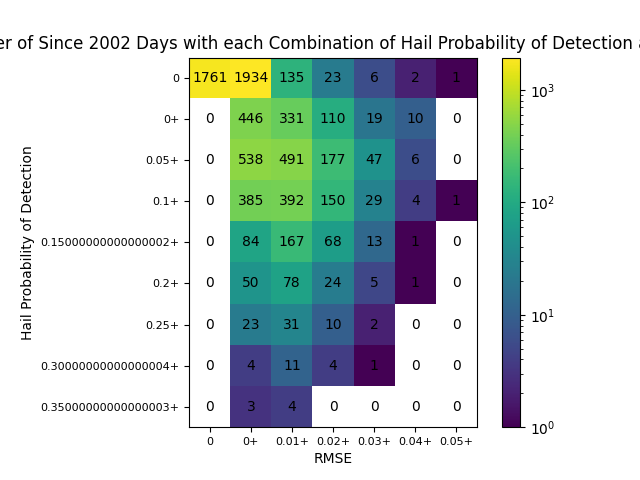 er of Since 2002 Days with each Combination of Hail Probability of Detection
0 1761 1934 135 23 6 2 1
0+ 0 446 331 110 19 10 0
0.05+ 0 538 491 177 47 6 0
0.1+ 0 385 392 150 29 4 1
0.15000000000000002+ 0 84 167 68 13 1 0
0.2+ 0 50 78 24 5 1 0
0.25+ 0 23 31 10 2 0 0
0.30000000000000004+ 0 4 11 4 1 0 0
0.35000000000000003+ 0 3 4 0 0 0 0
0 0+ 0.01+ 0.02+ 0.03+ 0.04+ 0.05+
RMSE
Hail Probability of Detection
10³
10²
10¹
10⁰